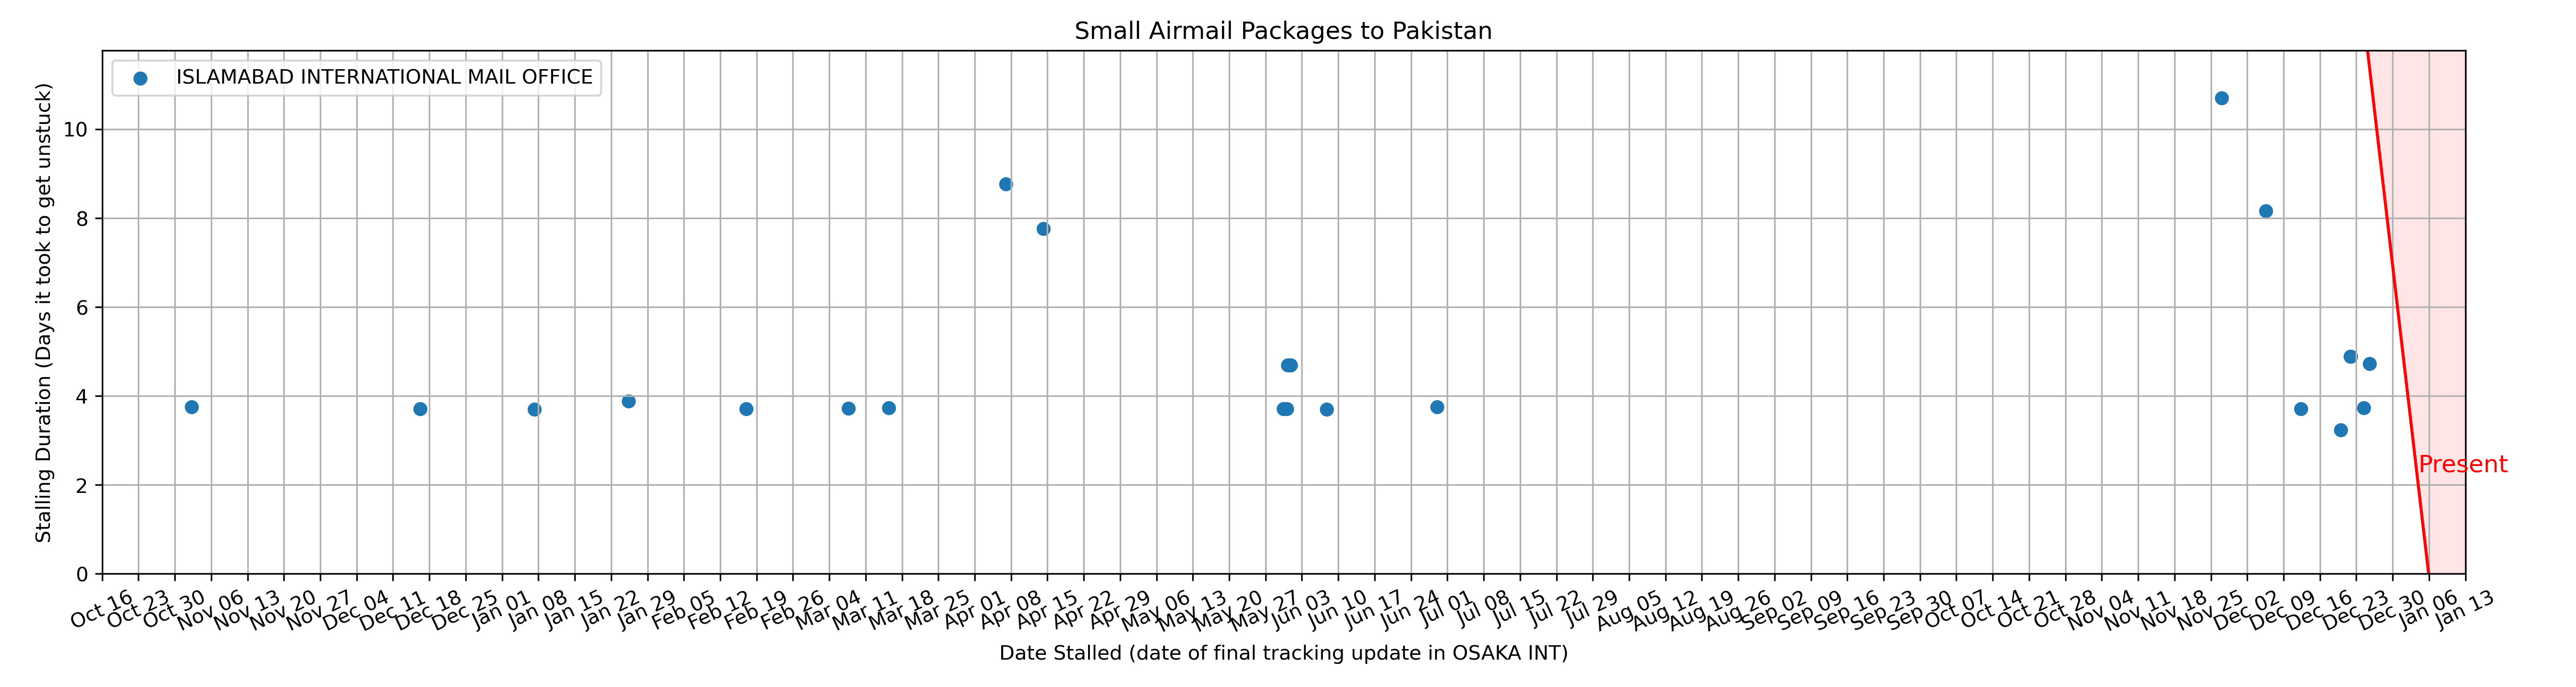 Small Airmail Packages to Pakistan
ISLAMABAD INTERNATIONAL MAIL OFFICE
Stalling Duration (Days it took to get unstuck)
10
8
6
4
2
0
Present
Oct 16
Oct 23
Oct 30
Nov 06
Nov 13
Nov 20
Nov 27
Dec 04
Dec 11
Dec 18
Dec 25
Jan 01
Jan 08
Jan 15
Jan 22
Jan 29
Feb 05
Feb 12
Feb 19
Feb 26
Mar 04
Mar 11
Mar 18
Mar 25
Apr 01
Apr 08
Apr 15
Apr 22
Apr 29
May 06
May 13
May 20
May 27
Jun 03
Jun 10
Jun 17
Jun 24
Jul 01
Jul 08
Jul 15
Jul 22
Jul 29
Aug 05
Aug 12
Aug 19
Aug 26
Sep 02
Sep 09
Sep 16
Sep 23
Sep 30
Oct 07
Oct 14
Oct 21
Oct 28
Nov 04
Nov 11
Nov 18
Nov 25
Dec 02
Dec 09
Dec 16
Dec 23
Dec 30
Jan 06
Jan 13
Date Stalled (date of final tracking update in OSAKA INT)